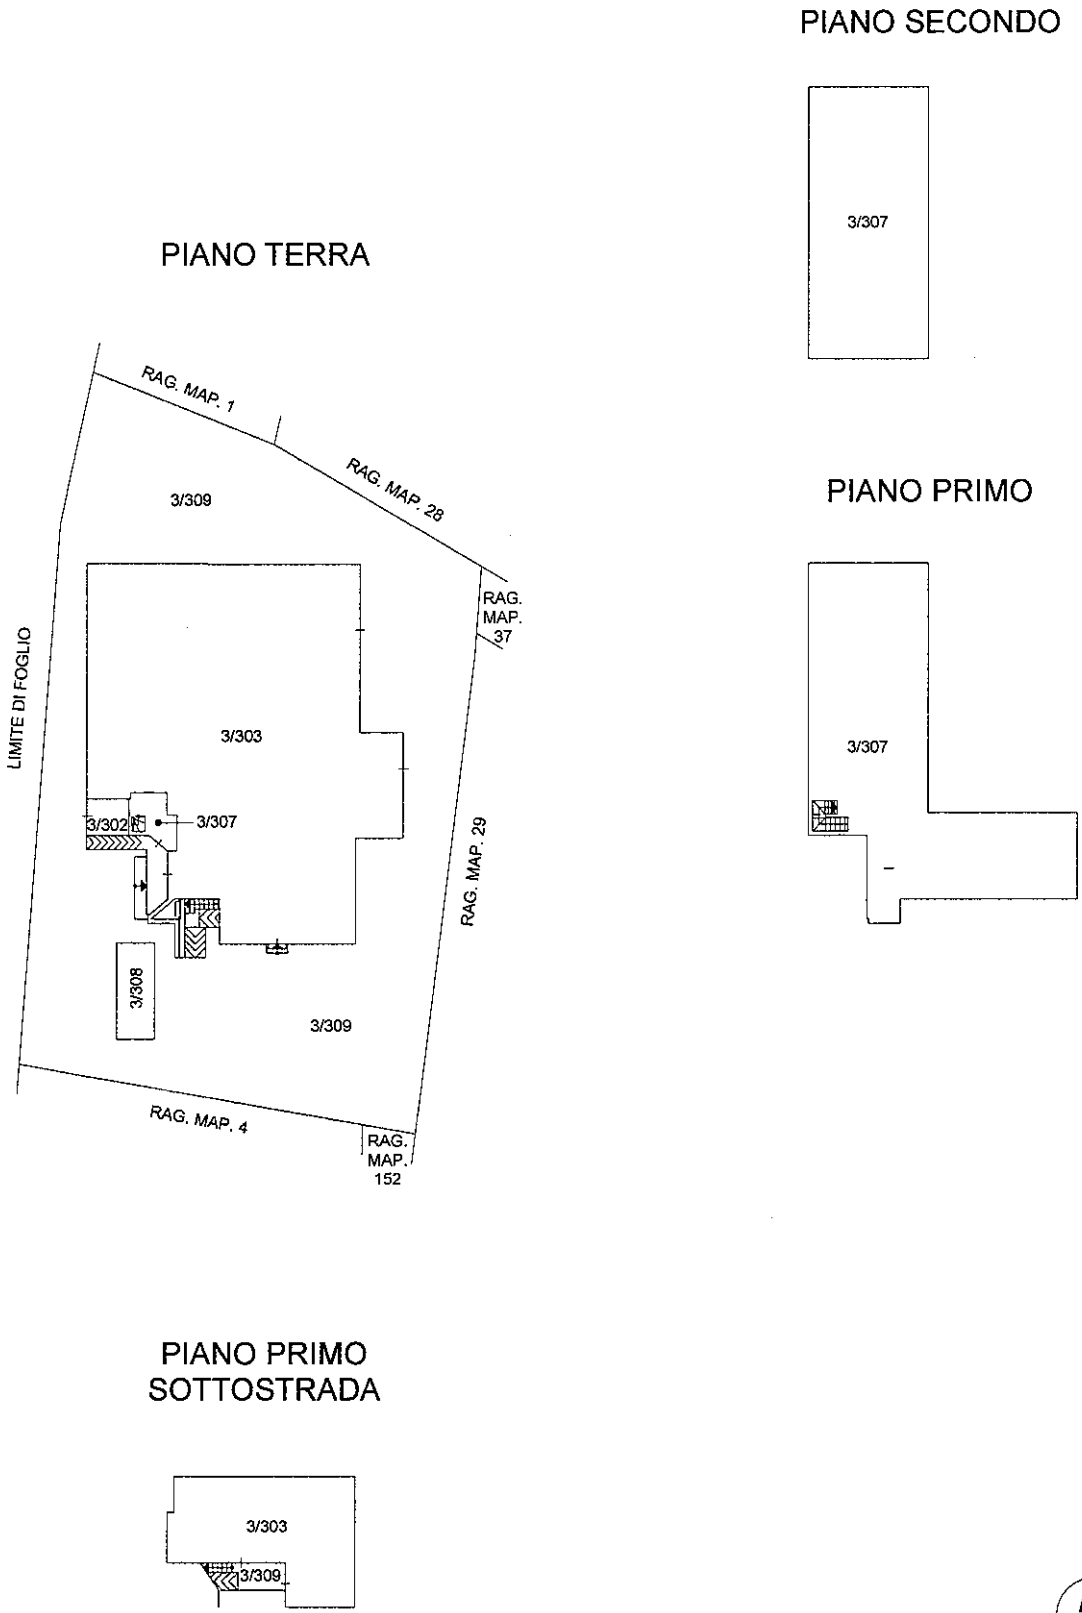 PIANO SECONDO
3/307
PIANO TERRA
RAG. MAP. 1
RAG. MAP. 28
3/309
RAG.
MAP.
37
LIMITE DI FOGLIO
3/303
3/302
3/307
RAG. MAP. 29
3/308
3/309
RAG. MAP. 4
RAG.
MAP.
152
PIANO PRIMO
3/307
PIANO PRIMO
SOTTOSTRADA
3/303
3/309